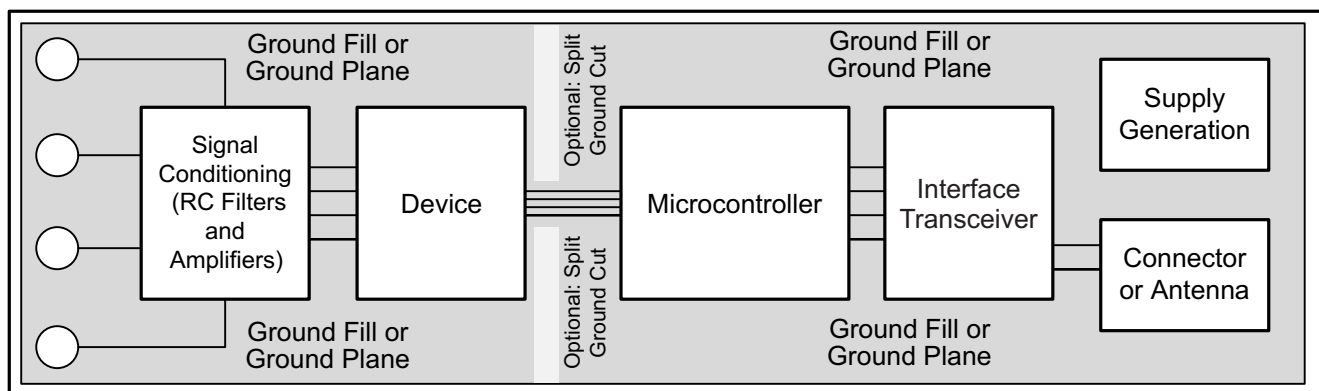 Ground Fill or
Ground Plane
Optional: Split
Ground Cut
Ground Fill or
Ground Plane
Supply
Generation
Signal
Conditioning
(RC Filters
and
Amplifiers)
Device
Microcontroller
Interface
Transceiver
Connector
or Antenna
Ground Fill or
Ground Plane
Optional: Split
Ground Cut
Ground Fill or
Ground Plane